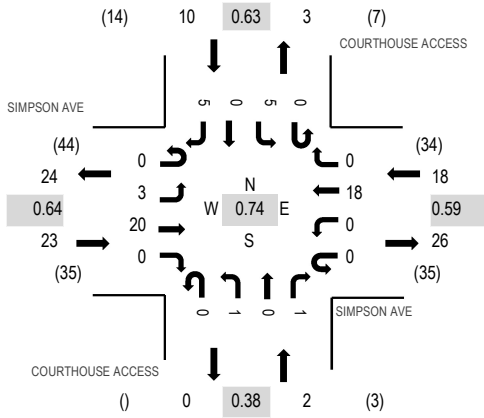 (14) 10 0.63 3 (7)
COURTHOUSE ACCESS
SIMPSON AVE
5 0 5 0
(44) (34)
24 0 0 18
3 N 18
0.64 W 0.74 E 0.59
20 0
23 S 26
0 0
(35) (35)
0 1 0 1
SIMPSON AVE
COURTHOUSE ACCESS
() 0 0.38 2 (3)